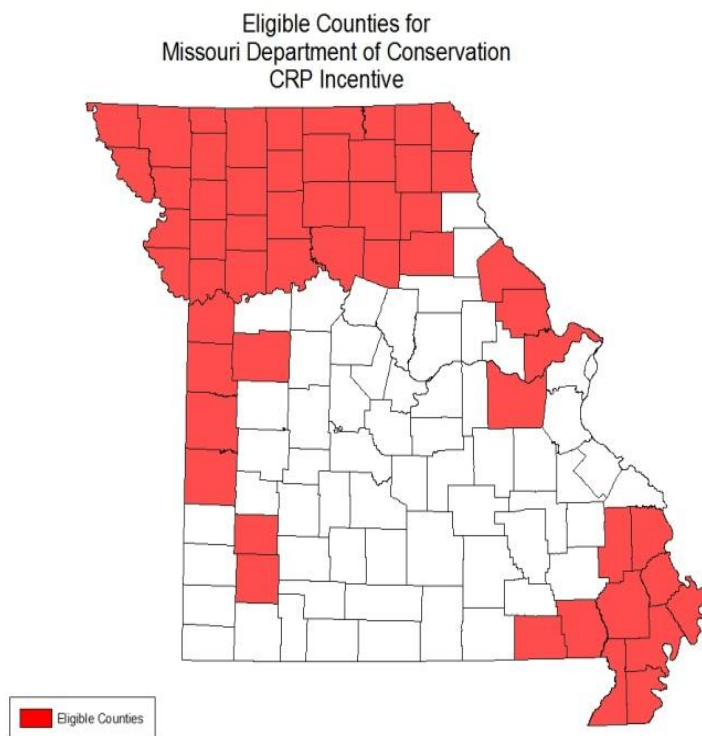 Eligible Counties for
Missouri Department of Conservation
CRP Incentive
Eligible Counties